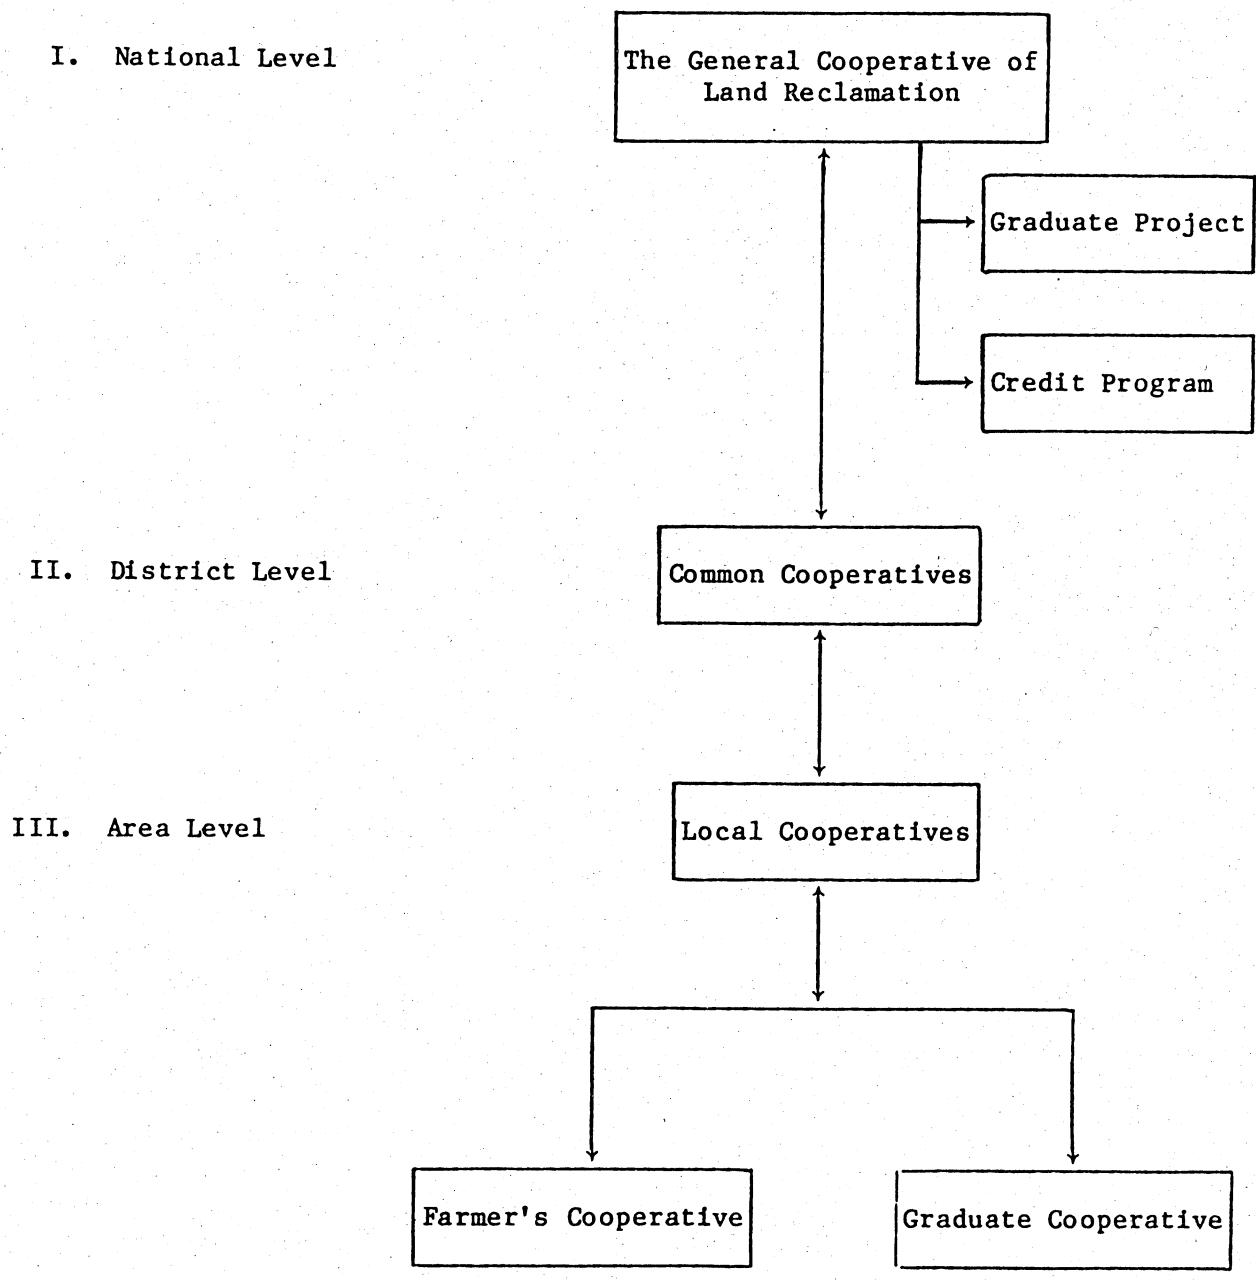 I. National Level
The General Cooperative of
Land Reclamation
Graduate Project
Credit Program
II. District Level
Common Cooperatives
III. Area Level
Local Cooperatives
Farmer's Cooperative
Graduate Cooperative